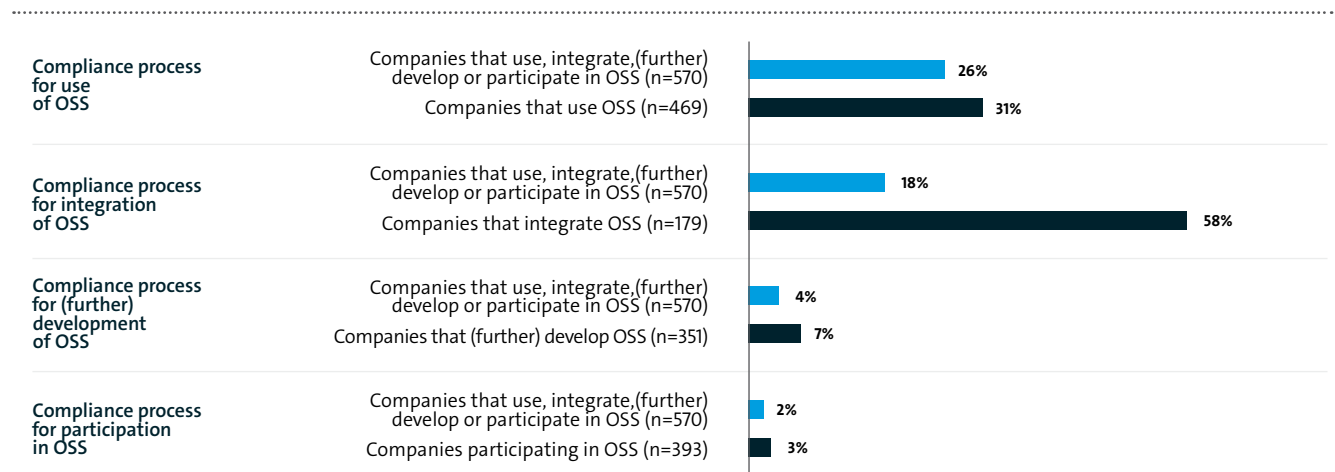 Compliance process
for use
of OSS
Companies that use, integrate,(further)
develop or participate in OSS (n=570)
26%
Companies that use OSS (n=469)
31%
Compliance process
for integration
of OSS
Companies that use, integrate,(further)
develop or participate in OSS (n=570)
18%
Companies that integrate OSS (n=179)
58%
Compliance process
for (further)
development
of OSS
Companies that use, integrate,(further)
develop or participate in OSS (n=570)
4%
Companies that (further) develop OSS (n=351)
7%
Compliance process
for participation
in OSS
Companies that use, integrate,(further)
develop or participate in OSS (n=570)
2%
Companies participating in OSS (n=393)
3%